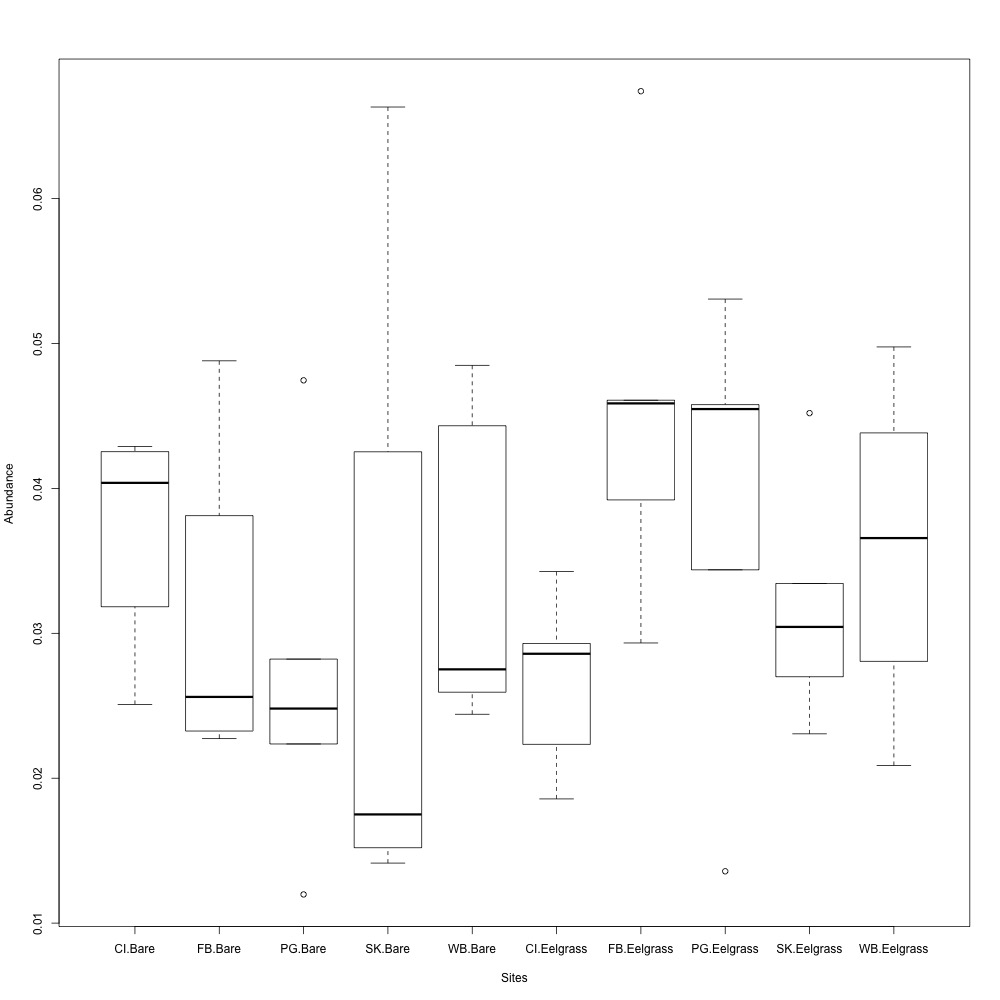 Abundance
0.06
0.05
0.04
0.03
0.02
0.01
CI.Bare FB.Bare PG.Bare SK.Bare WB.Bare CI.Eelgrass FB.Eelgrass PG.Eelgrass SK.Eelgrass WB.Eelgrass
Sites